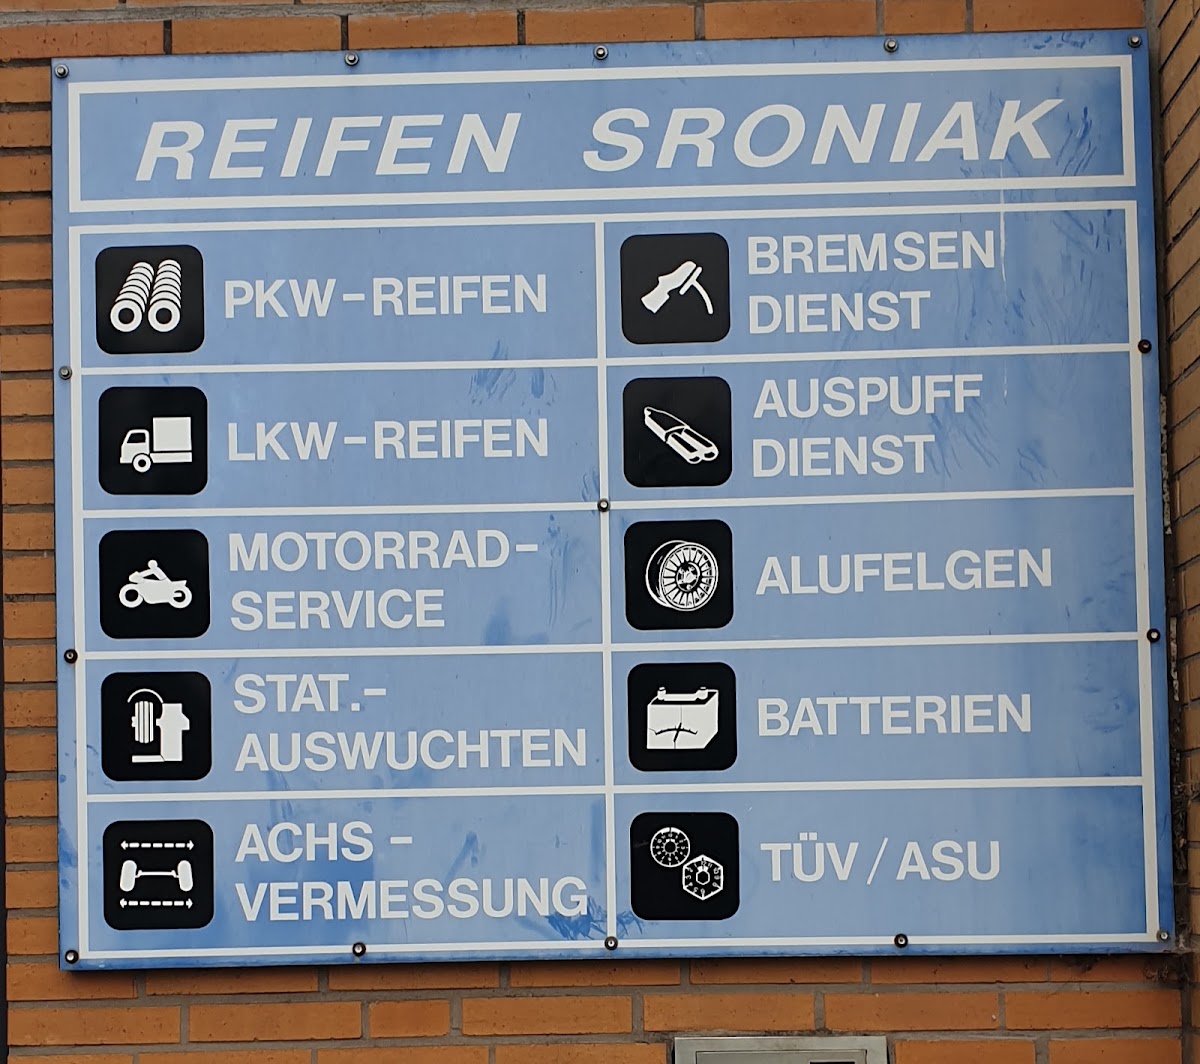 REIFEN SRONIAK
PKW-REIFEN
LKW-REIFEN
MOTORRAD-
SERVICE
STAT.-
AUSWUCHTEN
ACHS-
VERMESSUNG
BREMSEN
DIENST
AUSPUFF
DIENST
ALUFELGEN
BATTERIEN
TÜV / ASU